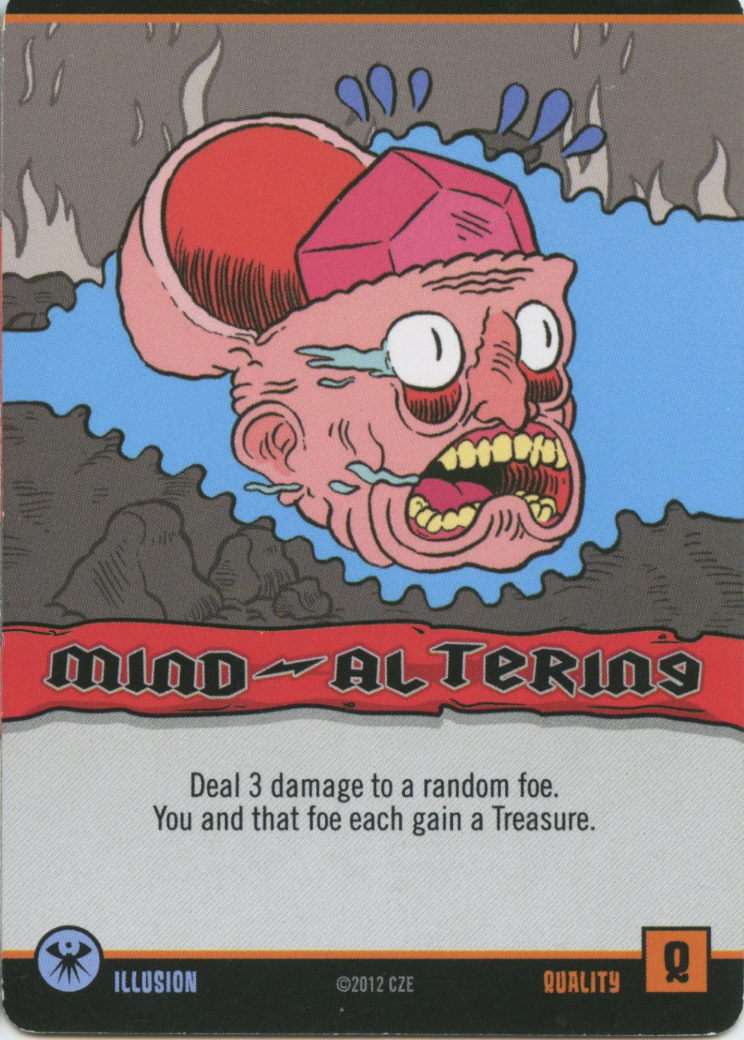 MIND-ALTERING
Deal 3 damage to a random foe.
You and that foe each gain a Treasure.
ILLUSION
©2012 CZE
QUALITY
Q